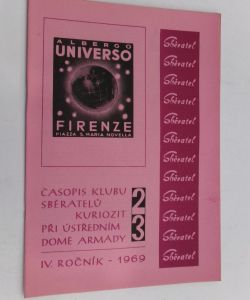 ALBERGO
UNIVERSO
FIRENZE
PIAZZA S. MARIA NOVELLA
ČASOPIS KLUBU
SBĚRATELŮ
KURIOZIT
PŘI ÚSTŘEDNÍM
DOMĚ ARMÁDY
2
3
IV. ROČNÍK - 1969
Sběratel
Sběratel
Sběratel
Sběratel
Sběratel
Sběratel
Sběratel
Sběratel
Sběratel
Sběratel
Sběratel